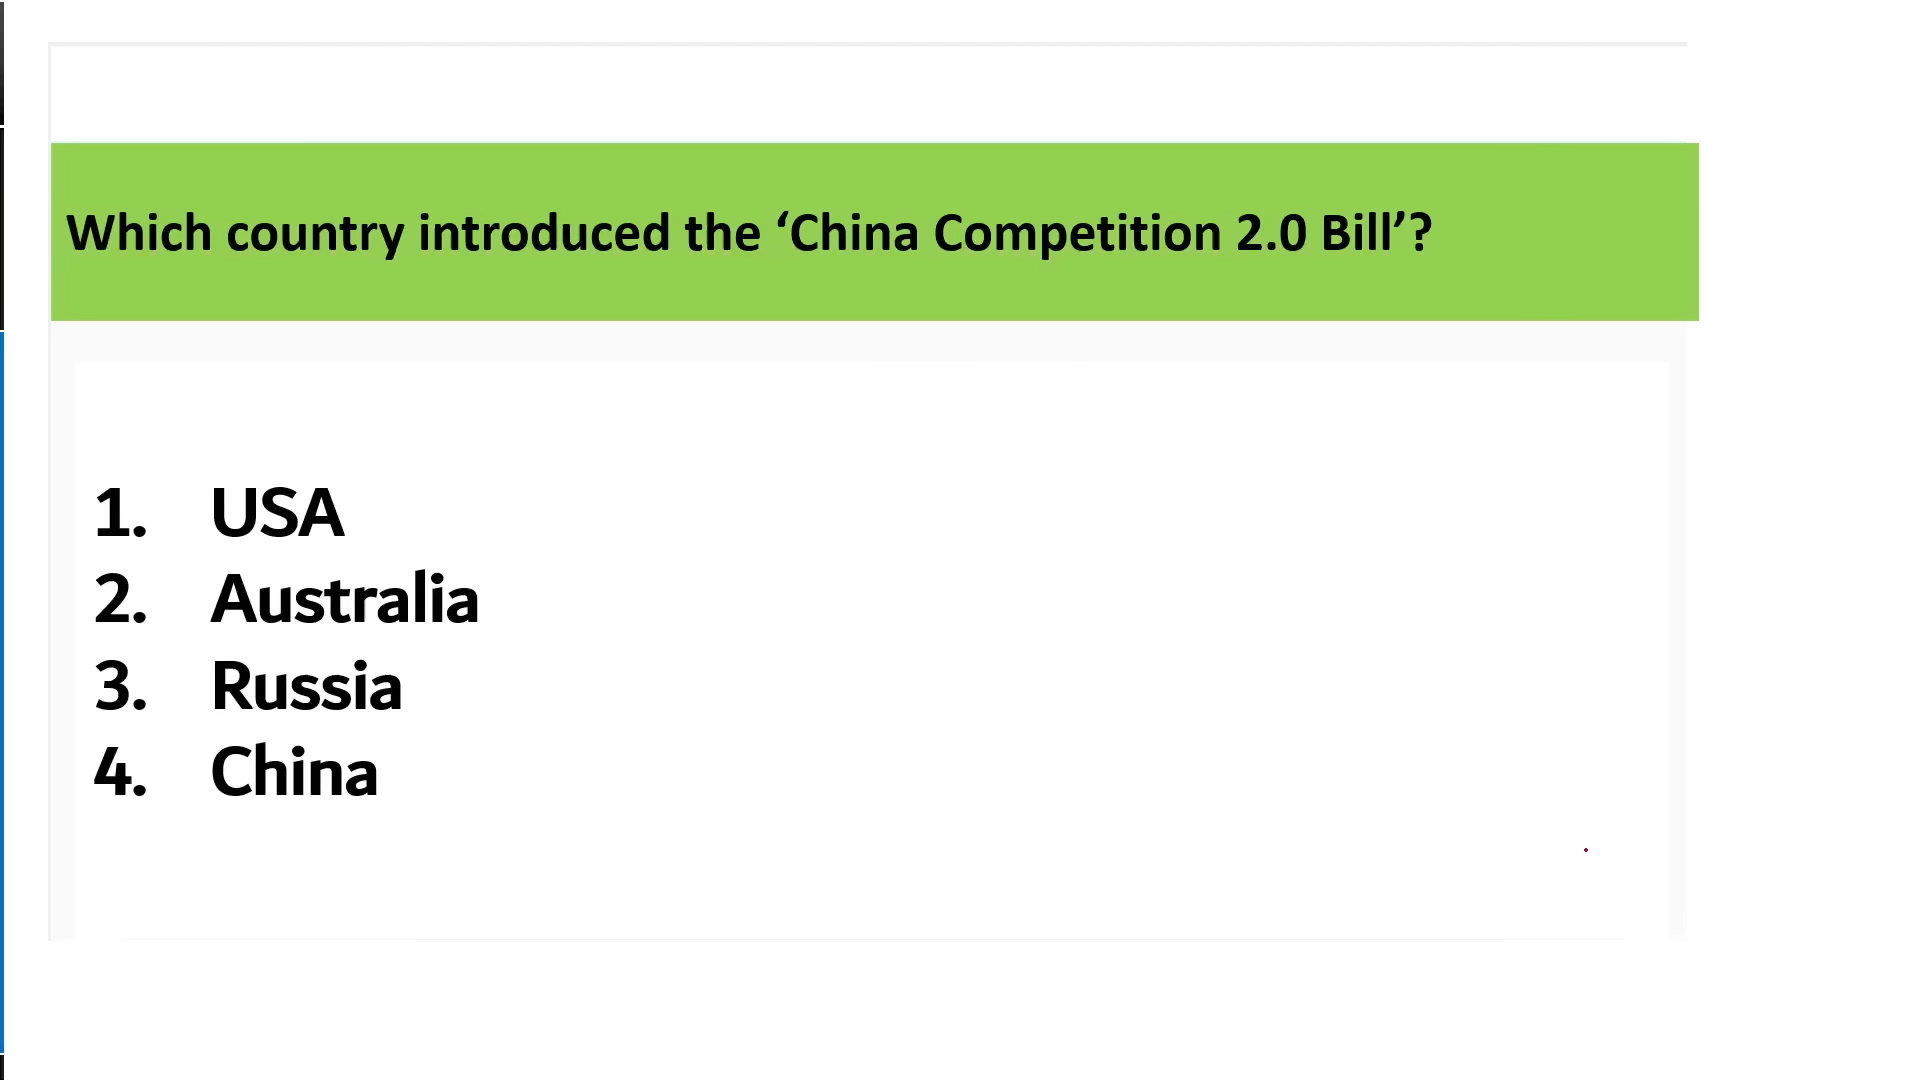 Which country introduced the ‘China Competition 2.0 Bill’?
1. USA
2. Australia
3. Russia
4. China